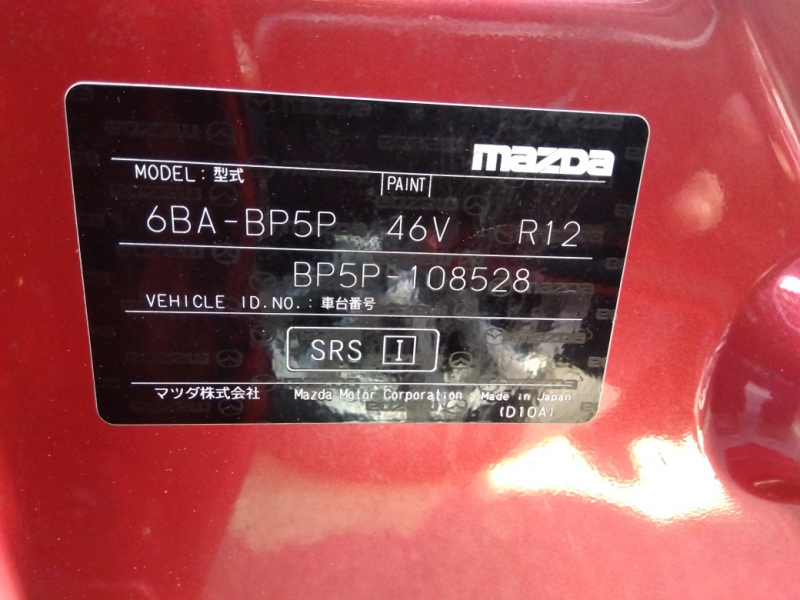 mazda
MODEL : 型式 PAINT
6BA-BP5P 46V R12
BP5P-108528
VEHICLE ID.NO. : 車台番号
SRS I
マツダ株式会社 Mazda Motor Corporation Made in Japan
(D10A)